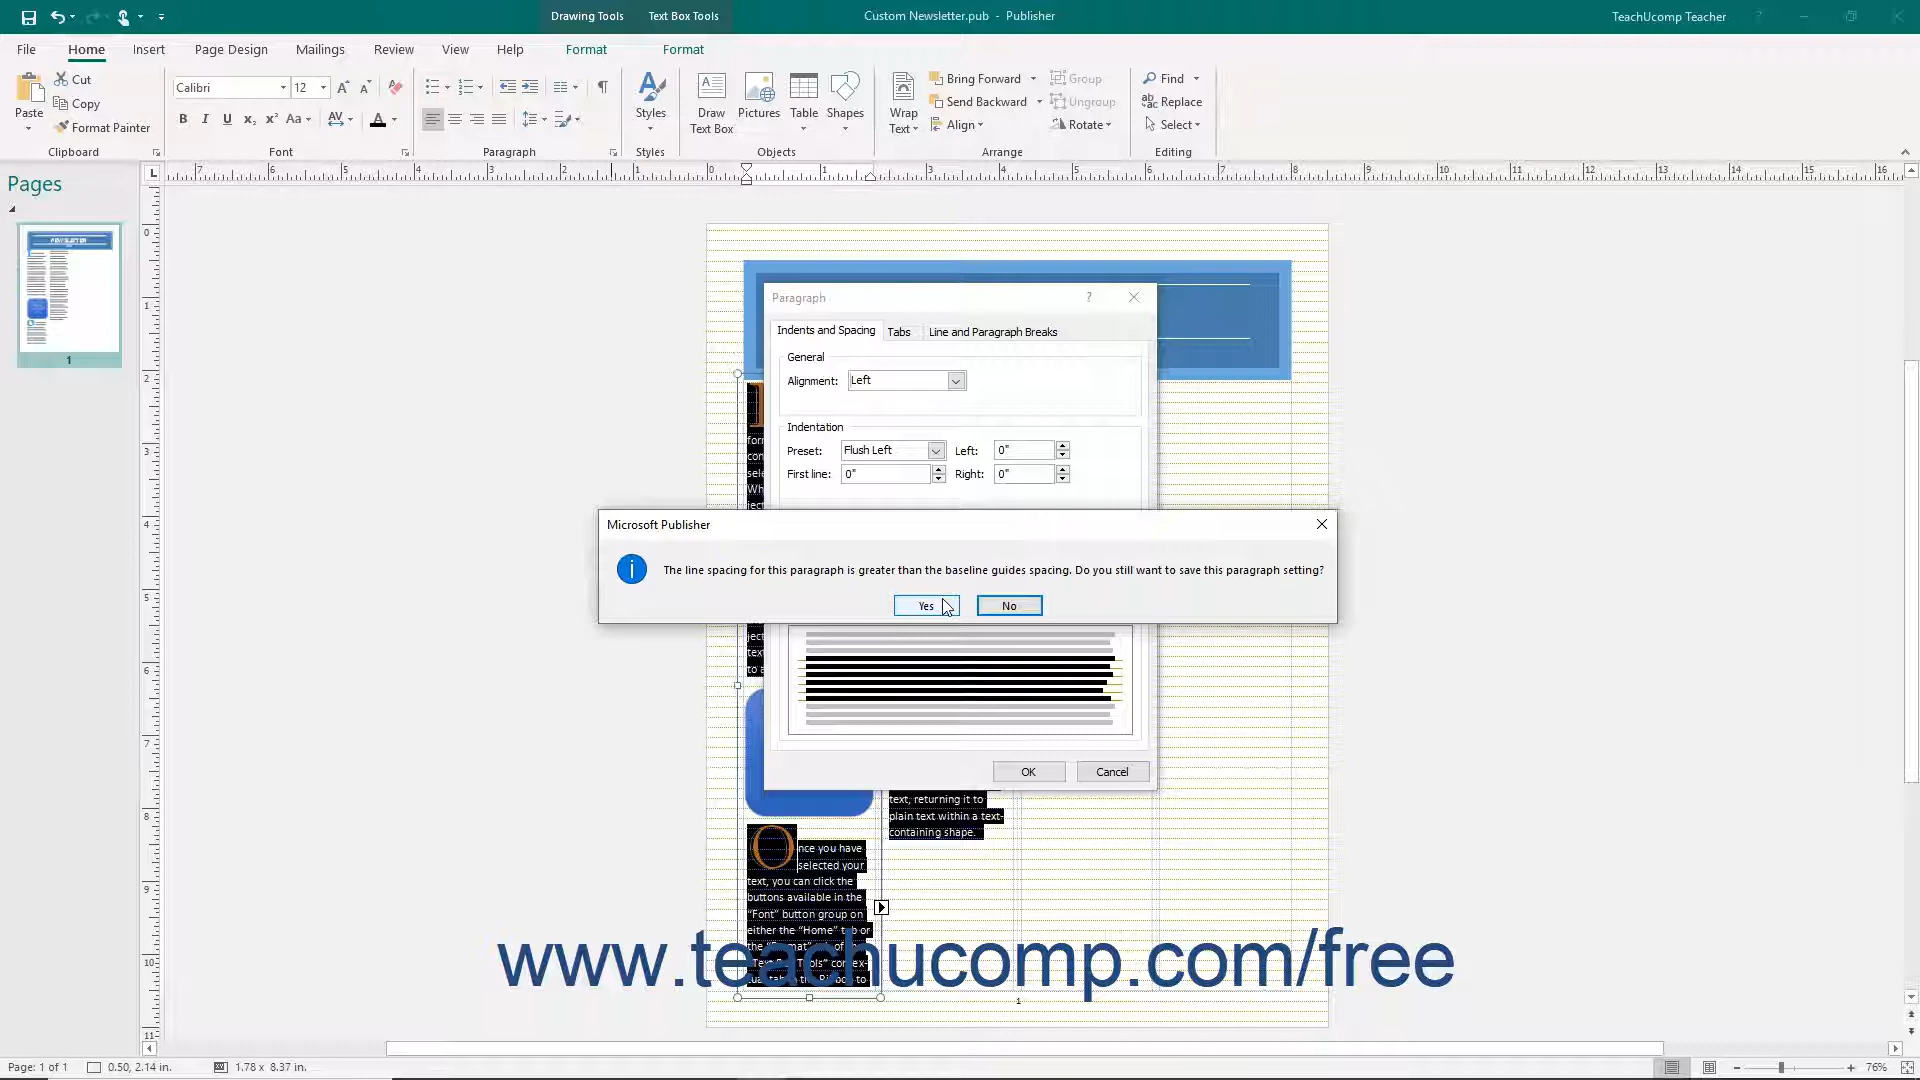 Drawing Tools
Text Box Tools
Custom Newsletter.pub - Publisher
TeachUcomp Teacher
File
Home
Insert
Page Design
Mailings
Review
View
Help
Format
Format
Paste
Cut
Copy
Format Painter
Clipboard
Calibri
12
Font
Paragraph
Styles
Styles
Draw
Text Box
Pictures
Table
Shapes
Objects
Wrap
Text
Bring Forward
Send Backward
Align
Group
Ungroup
Rotate
Arrange
Find
Replace
Select
Editing
Pages
NEWSLETTER
1
Paragraph
Indents and Spacing
Tabs
Line and Paragraph Breaks
General
Alignment:
Left
Indentation
Preset:
Flush Left
Left:
0"
First line:
0"
Right:
0"
Microsoft Publisher
The line spacing for this paragraph is greater than the baseline guides spacing. Do you still want to save this paragraph setting?
Yes
No
OK
Cancel
text, returning it to
plain text within a text-
containing shape.
Once you have
selected your
text, you can click the
buttons available in the
“Font” button group on
either the “Home” tab or
www.teachucomp.com/free
1
Page: 1 of 1
0.50, 2.14 in.
1.78 x 8.37 in.
76%